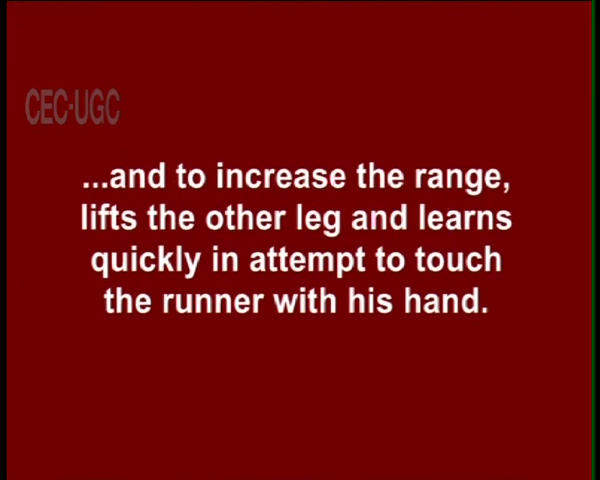 CEC-UGC
...and to increase the range,
lifts the other leg and learns
quickly in attempt to touch
the runner with his hand.